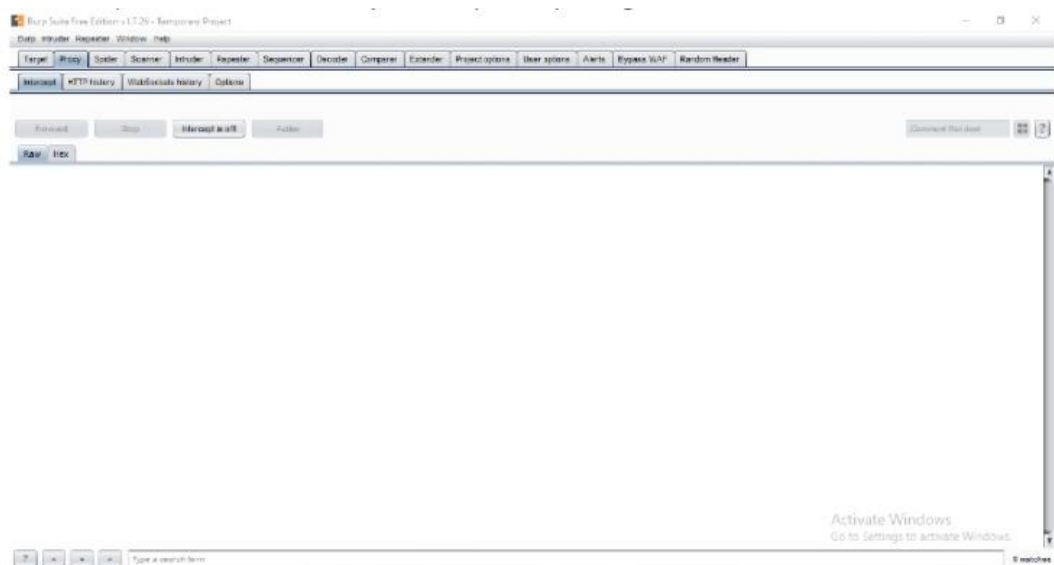 Burp Suite Free Edition v1.7.26 - Temporary Project
Burp Intruder Repeater Window Help
Target Proxy Spider Scanner Intruder Repeater Sequencer Decoder Comparer Extender Project options User options Alerts Bypass WAF Random Header
Intercept HTTP history WebSockets history Options
Forward Drop Intercept is off Action Comment this item ?
Raw Hex
Activate Windows
Go to Settings to activate Windows.
? Type a search term 0 matches